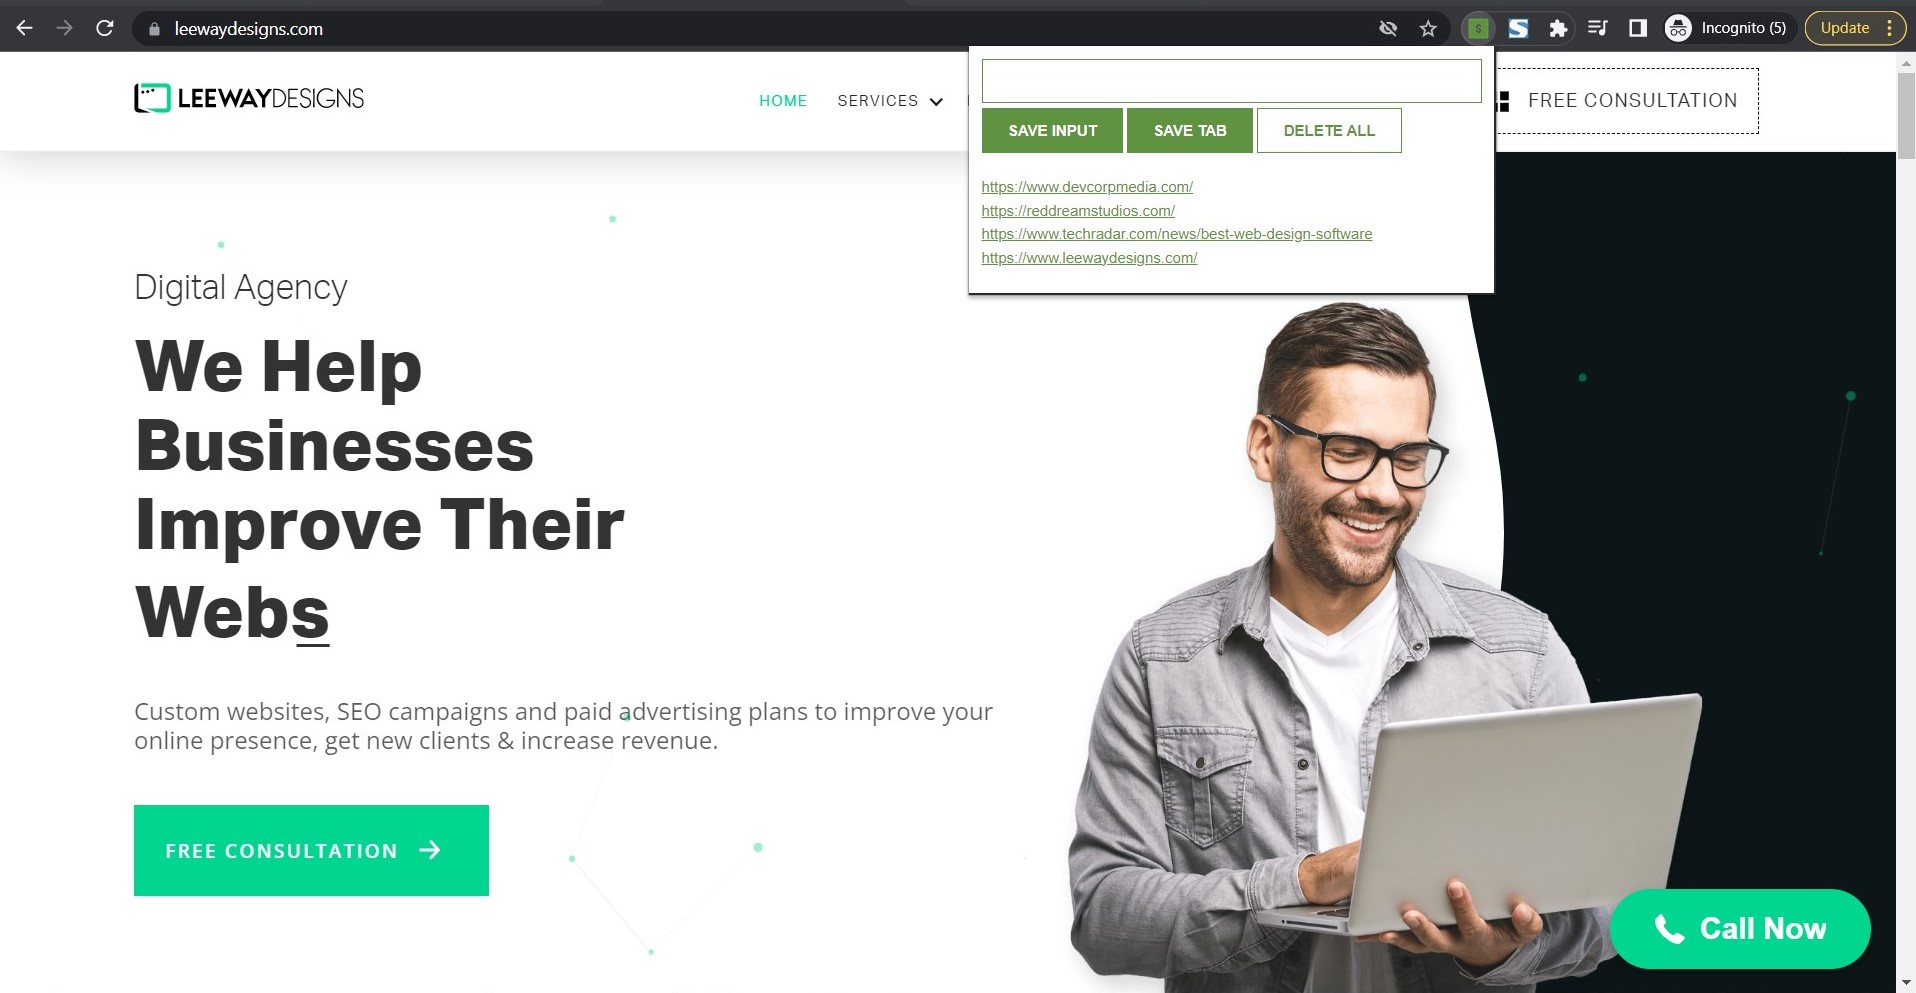 leewaydesigns.com
Incognito (5)
Update
LEEWAYDESIGNS
HOME
SERVICES
FREE CONSULTATION
SAVE INPUT
SAVE TAB
DELETE ALL
https://www.devcorpmedia.com/
https://reddreamstudios.com/
https://www.techradar.com/news/best-web-design-software
https://www.leewaydesigns.com/
Digital Agency
We Help
Businesses
Improve Their
Webs
Custom websites, SEO campaigns and paid advertising plans to improve your
online presence, get new clients & increase revenue.
FREE CONSULTATION
Call Now